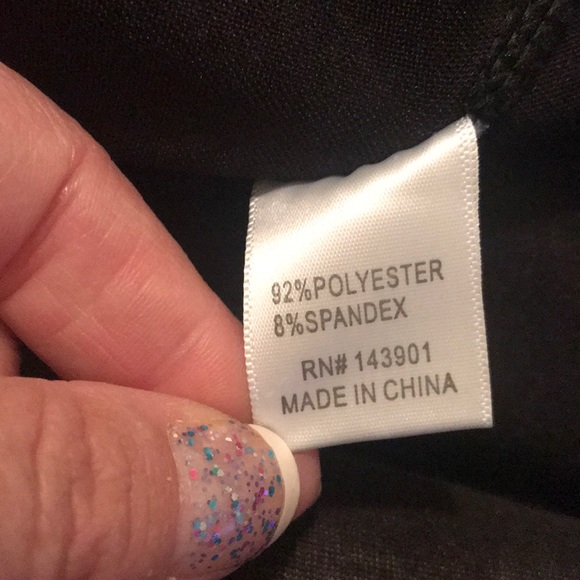 92%POLYESTER
8%SPANDEX
RN# 143901
MADE IN CHINA